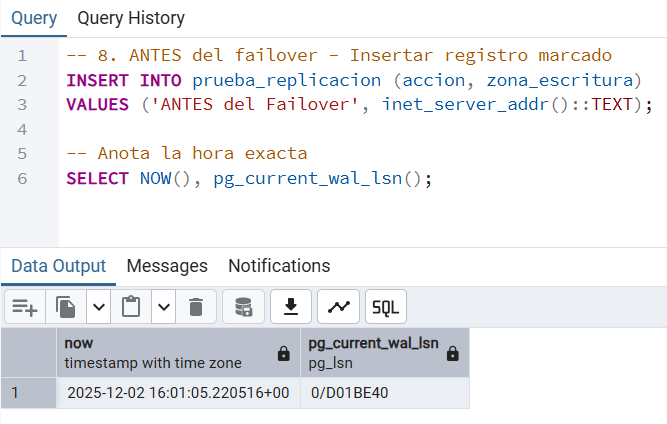 Query Query History
1 -- 8. ANTES del failover - Insertar registro marcado
2 INSERT INTO prueba_replicacion (accion, zona_escritura)
3 VALUES ('ANTES del Failover', inet_server_addr()::TEXT);
4
5 -- Anota la hora exacta
6 SELECT NOW(), pg_current_wal_lsn();
Data Output Messages Notifications
SQL
now pg_current_wal_lsn
timestamp with time zone pg_lsn
1 2025-12-02 16:01:05.220516+00 0/D01BE40